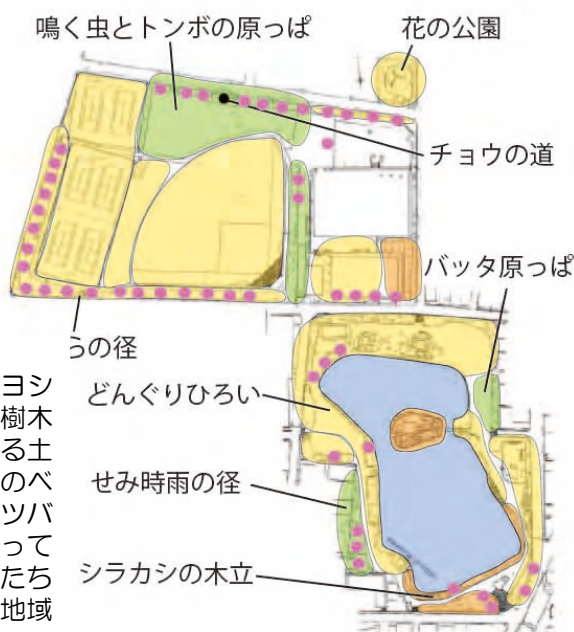 鳴く虫とトンボの原っぱ
花の公園
チョウの道
バッタ原っぱ
らの径
どんぐりひろい
せみ時雨の径
シラカシの木立
ヨシ
樹木
る土
のベ
ツバ
って
たち
地域